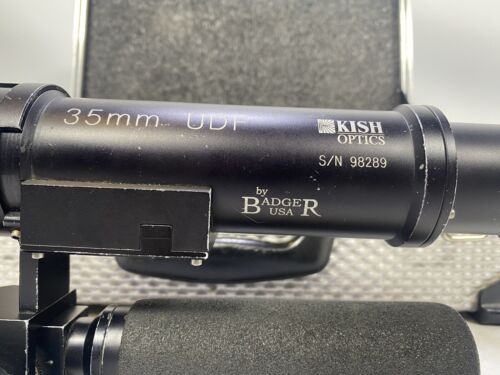 35mm UDF
KISH
OPTICS
S/N 98289
by
BADGER
USA